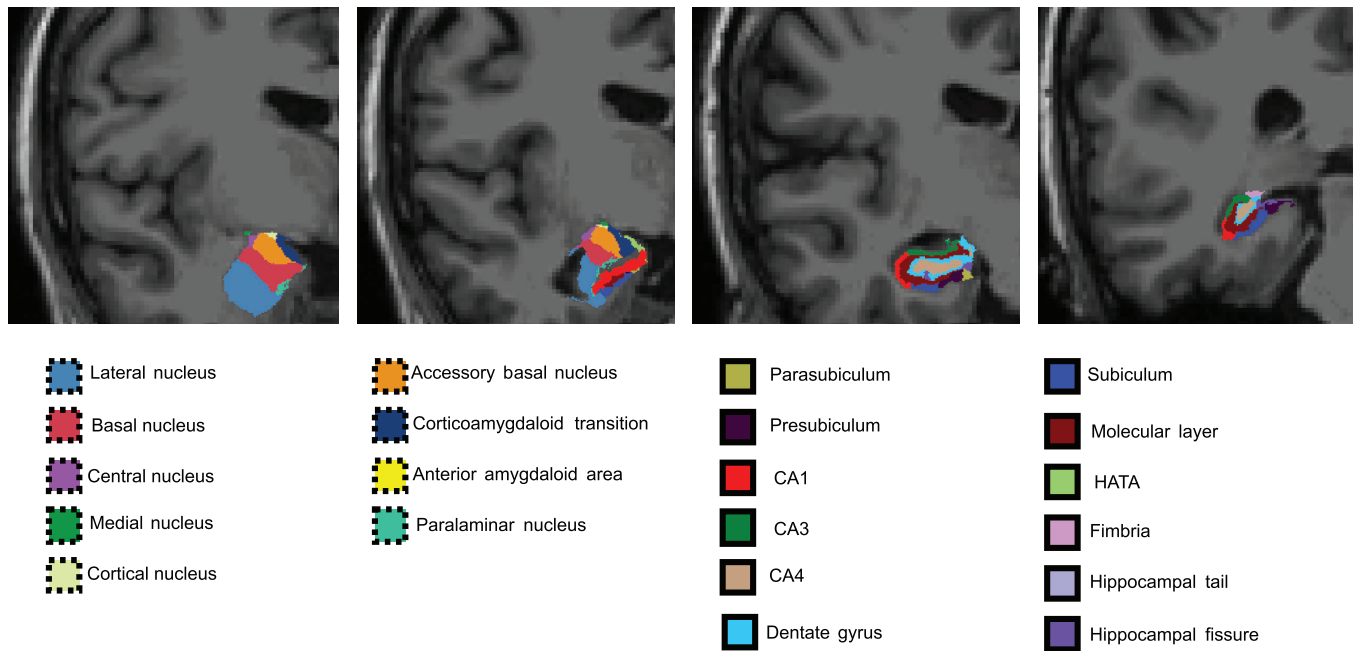 Lateral nucleus
Basal nucleus
Central nucleus
Medial nucleus
Cortical nucleus
Accessory basal nucleus
Corticoamygdaloid transition
Anterior amygdaloid area
Paralaminar nucleus
Parasubiculum
Presubiculum
CA1
CA3
CA4
Dentate gyrus
Subiculum
Molecular layer
HATA
Fimbria
Hippocampal tail
Hippocampal fissure